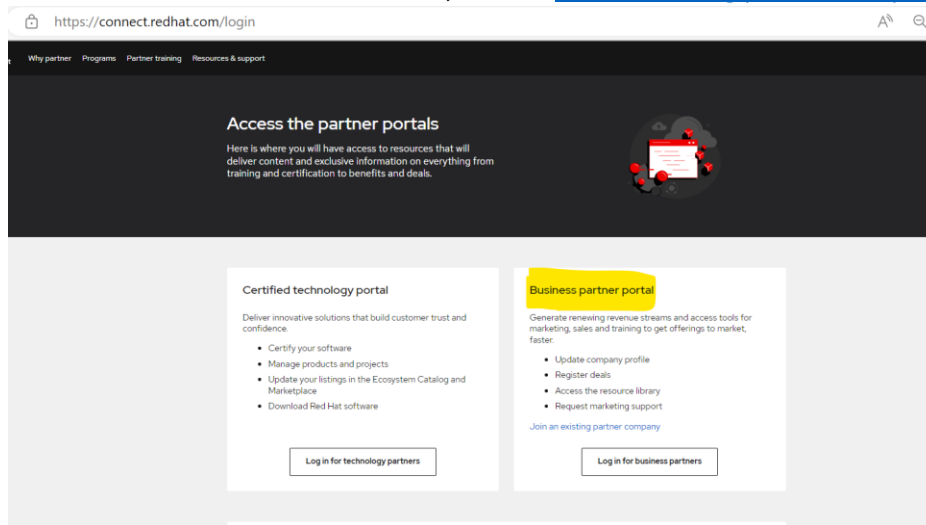 https://connect.redhat.com/login
Why partner Programs Partner training Resources & support
Access the partner portals
Here is where you will have access to resources that will
deliver content and exclusive information on everything from
training and certification to benefits and deals.
Certified technology portal
Deliver innovative solutions that build customer trust and
confidence.
• Certify your software
• Manage products and projects
• Update your listings in the Ecosystem Catalog and
Marketplace
• Download Red Hat software
Log in for technology partners
Business partner portal
Generate renewing revenue streams and access tools for
marketing, sales and training to get offerings to market,
faster.
• Update company profile
• Register deals
• Access the resource library
• Request marketing support
Join an existing partner company
Log in for business partners